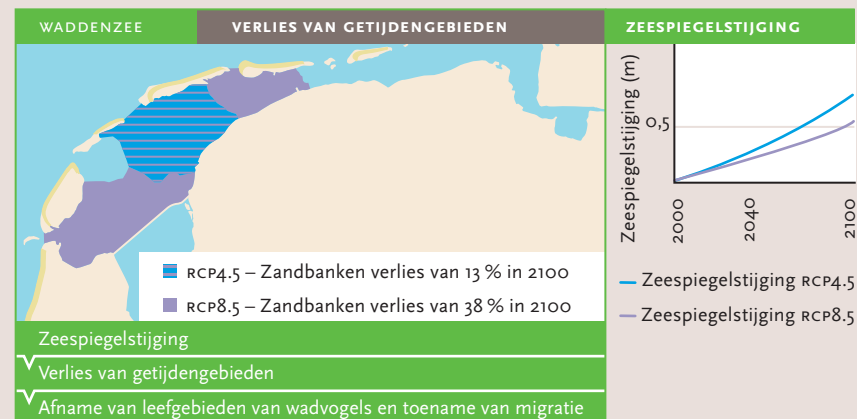 WADDENZEE
VERLIES VAN GETIJDENGEBIEDEN
RCP4.5 – Zandbanken verlies van 13 % in 2100
RCP8.5 – Zandbanken verlies van 38 % in 2100
Zeespiegelstijging
Verlies van getijdengebieden
Afname van leefgebieden van wadvogels en toename van migratie
ZEESPIEGELSTIJGING
Zeespiegelstijging (m)
0,5
2000
2040
2100
Zeespiegelstijging RCP4.5
Zeespiegelstijging RCP8.5